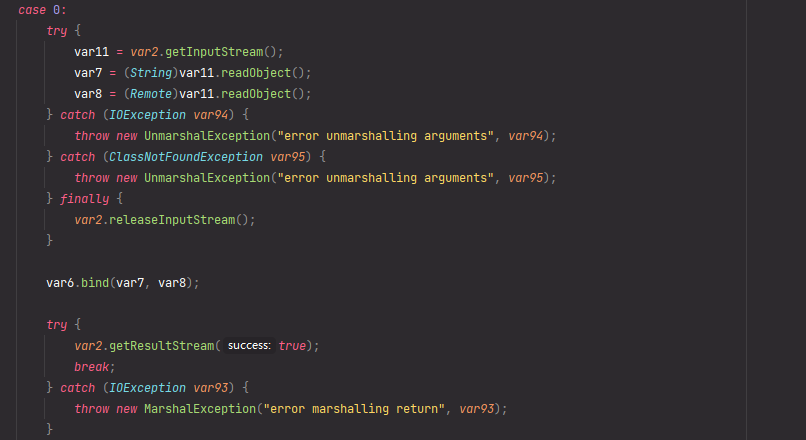 case 0:
try {
var11 = var2.getInputStream();
var7 = (String)var11.readObject();
var8 = (Remote)var11.readObject();
} catch (IOException var94) {
throw new UnmarshalException("error unmarshalling arguments", var94);
} catch (ClassNotFoundException var95) {
throw new UnmarshalException("error unmarshalling arguments", var95);
} finally {
var2.releaseInputStream();
}
var6.bind(var7, var8);
try {
var2.getResultStream( success: true);
break;
} catch (IOException var93) {
throw new MarshalException("error marshalling return", var93);
}